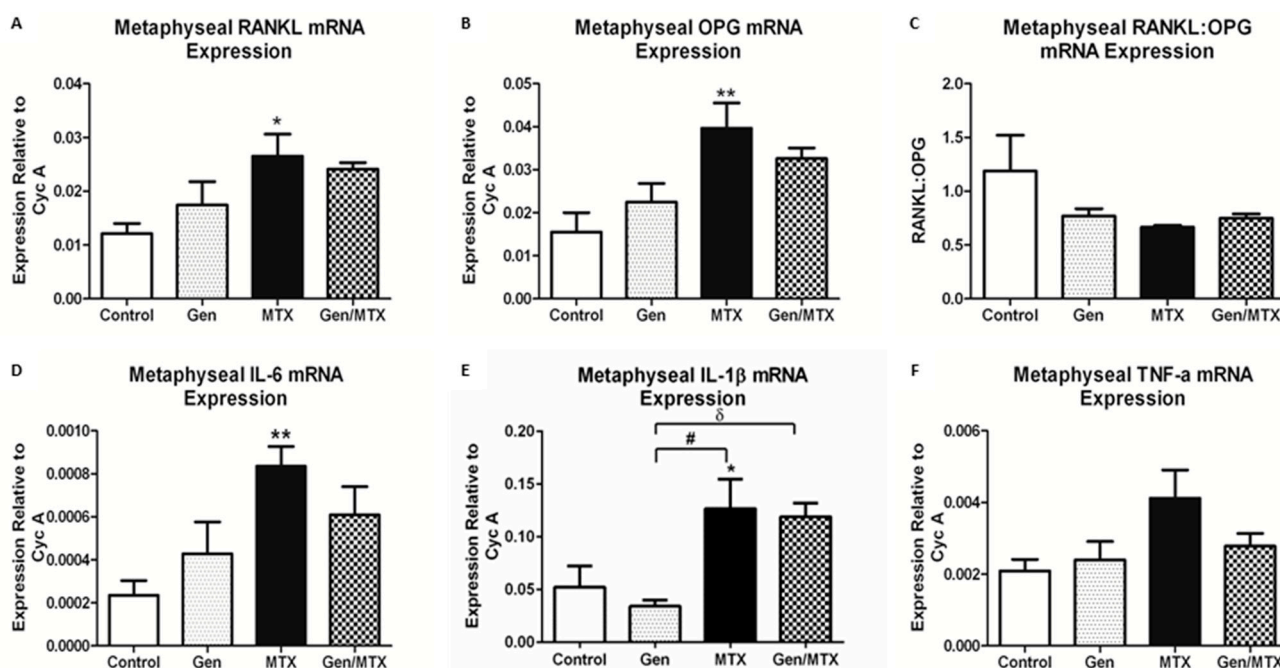 A
Metaphyseal RANKL mRNA
Expression
Expression Relative to
Cyc A
0.04
0.03
0.02
0.01
0.00
*
Control Gen MTX Gen/MTX
B
Metaphyseal OPG mRNA
Expression
Expression Relative to
Cyc A
0.05
0.04
0.03
0.02
0.01
0.00
**
Control Gen MTX Gen/MTX
C
Metaphyseal RANKL:OPG
mRNA Expression
RANKL:OPG
2.0
1.5
1.0
0.5
0.0
Control Gen MTX Gen/MTX
D
Metaphyseal IL-6 mRNA
Expression
Expression Relative to
Cyc A
0.0010
0.0008
0.0006
0.0004
0.0002
0.0000
**
Control Gen MTX Gen/MTX
E
Metaphyseal IL-1β mRNA
Expression
Expression Relative to
Cyc A
0.20
0.15
0.10
0.05
0.00
δ
#
*
Control Gen MTX Gen/MTX
F
Metaphyseal TNF-a mRNA
Expression
Expression Relative to
Cyc A
0.006
0.004
0.002
0.000
Control Gen MTX Gen/MTX